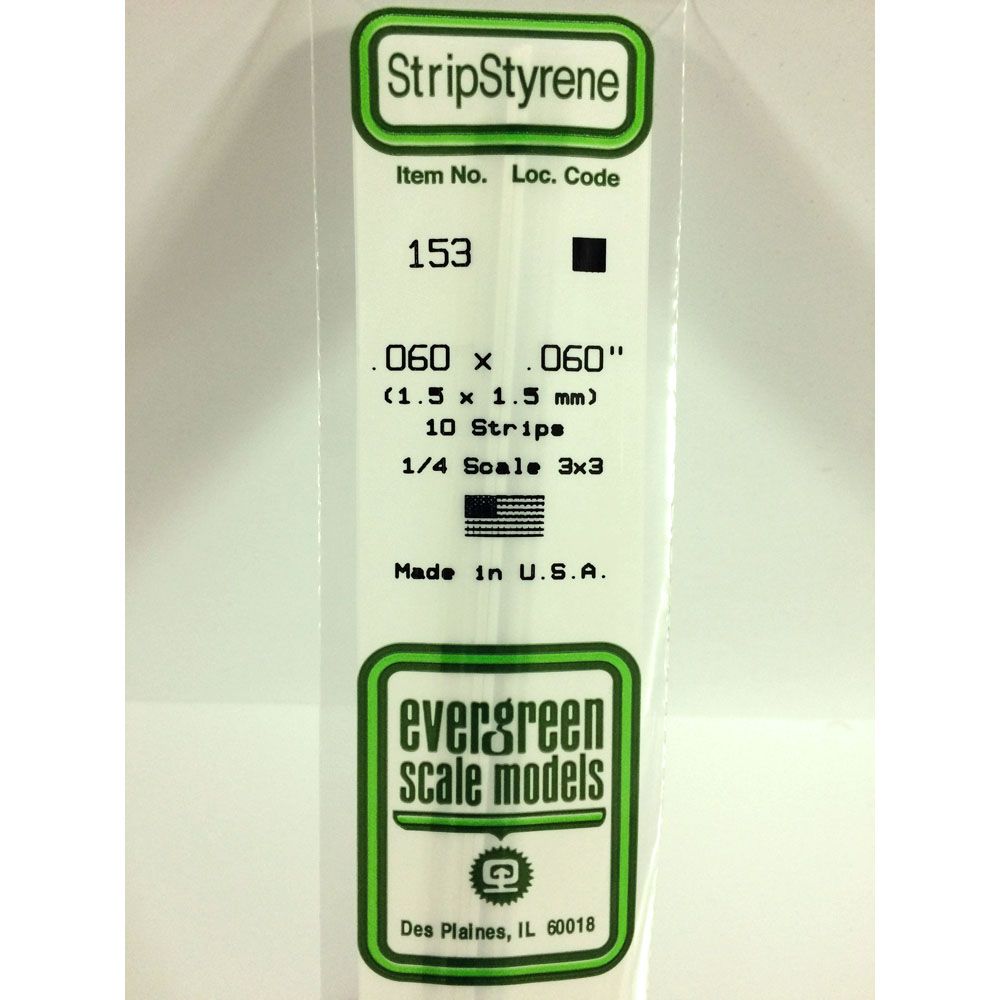 StripStyrene
Item No. Loc. Code
153
.060 x .060"
(1.5 x 1.5 mm)
10 Strips
1/4 Scale 3x3
Made in U.S.A.
evergreen
scale models
Des Plaines, IL 60018